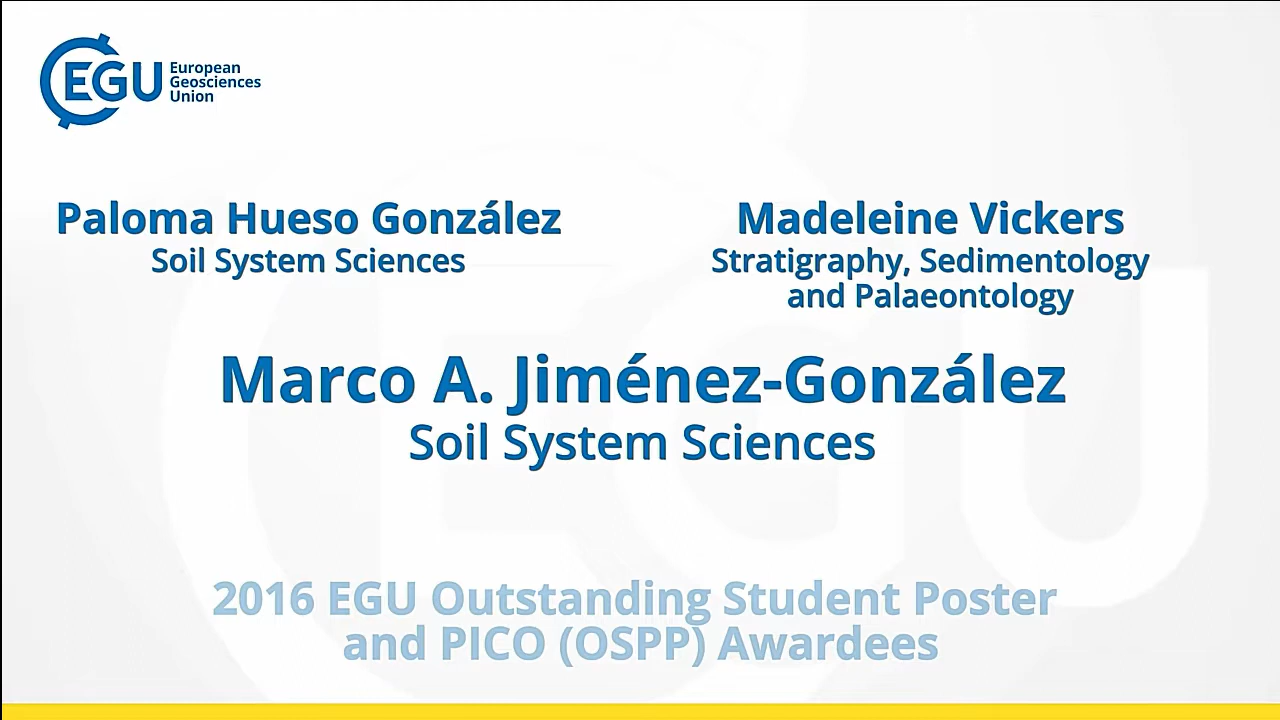 EGU
European
Geosciences
Union
Paloma Hueso González
Soil System Sciences
Madeleine Vickers
Stratigraphy, Sedimentology
and Palaeontology
Marco A. Jiménez-González
Soil System Sciences
2016 EGU Outstanding Student Poster
and PICO (OSPP) Awardees